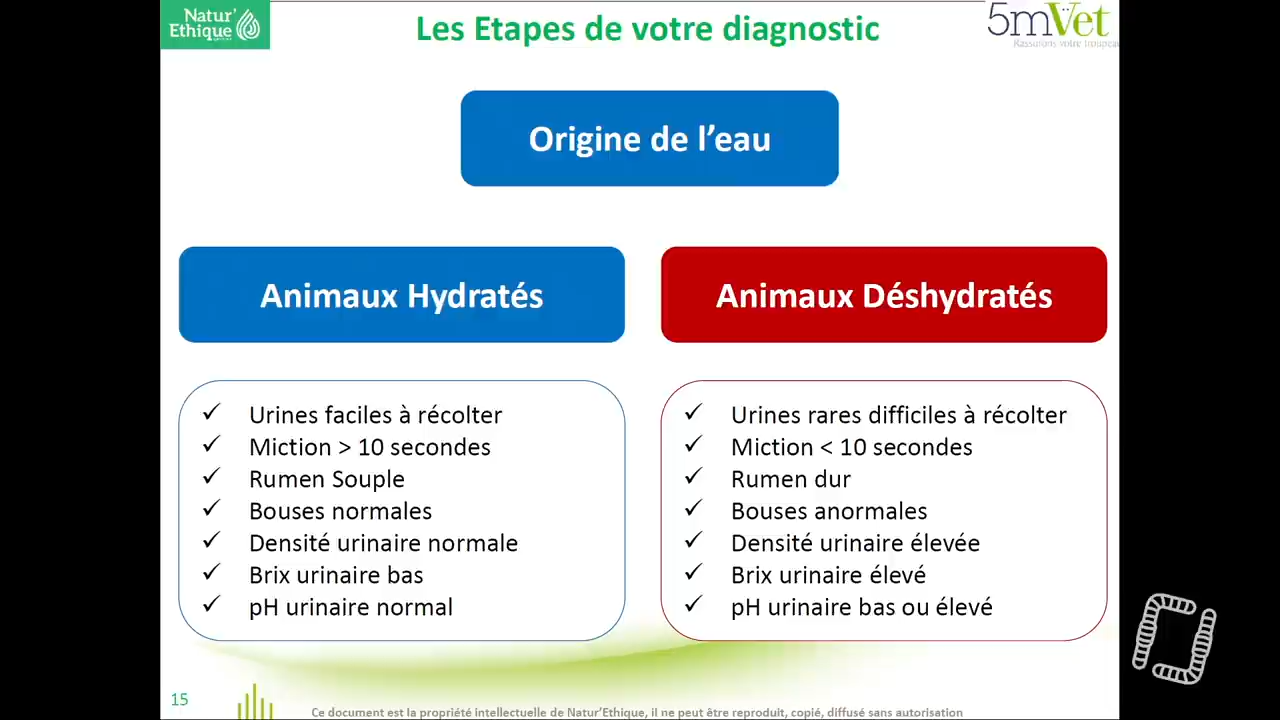 Natur'
Ethique
Les Etapes de votre diagnostic
5mVet
Rassurons votre troupeau
Origine de l'eau
Animaux Hydratés
Animaux Déshydratés
✓ Urines faciles à récolter
✓ Miction > 10 secondes
✓ Rumen Souple
✓ Bouses normales
✓ Densité urinaire normale
✓ Brix urinaire bas
✓ pH urinaire normal
✓ Urines rares difficiles à récolter
✓ Miction < 10 secondes
✓ Rumen dur
✓ Bouses anormales
✓ Densité urinaire élevée
✓ Brix urinaire élevé
✓ pH urinaire bas ou élevé
15
Ce document est la propriété intellectuelle de Natur'Ethique, il ne peut être reproduit, copié, diffusé sans autorisation